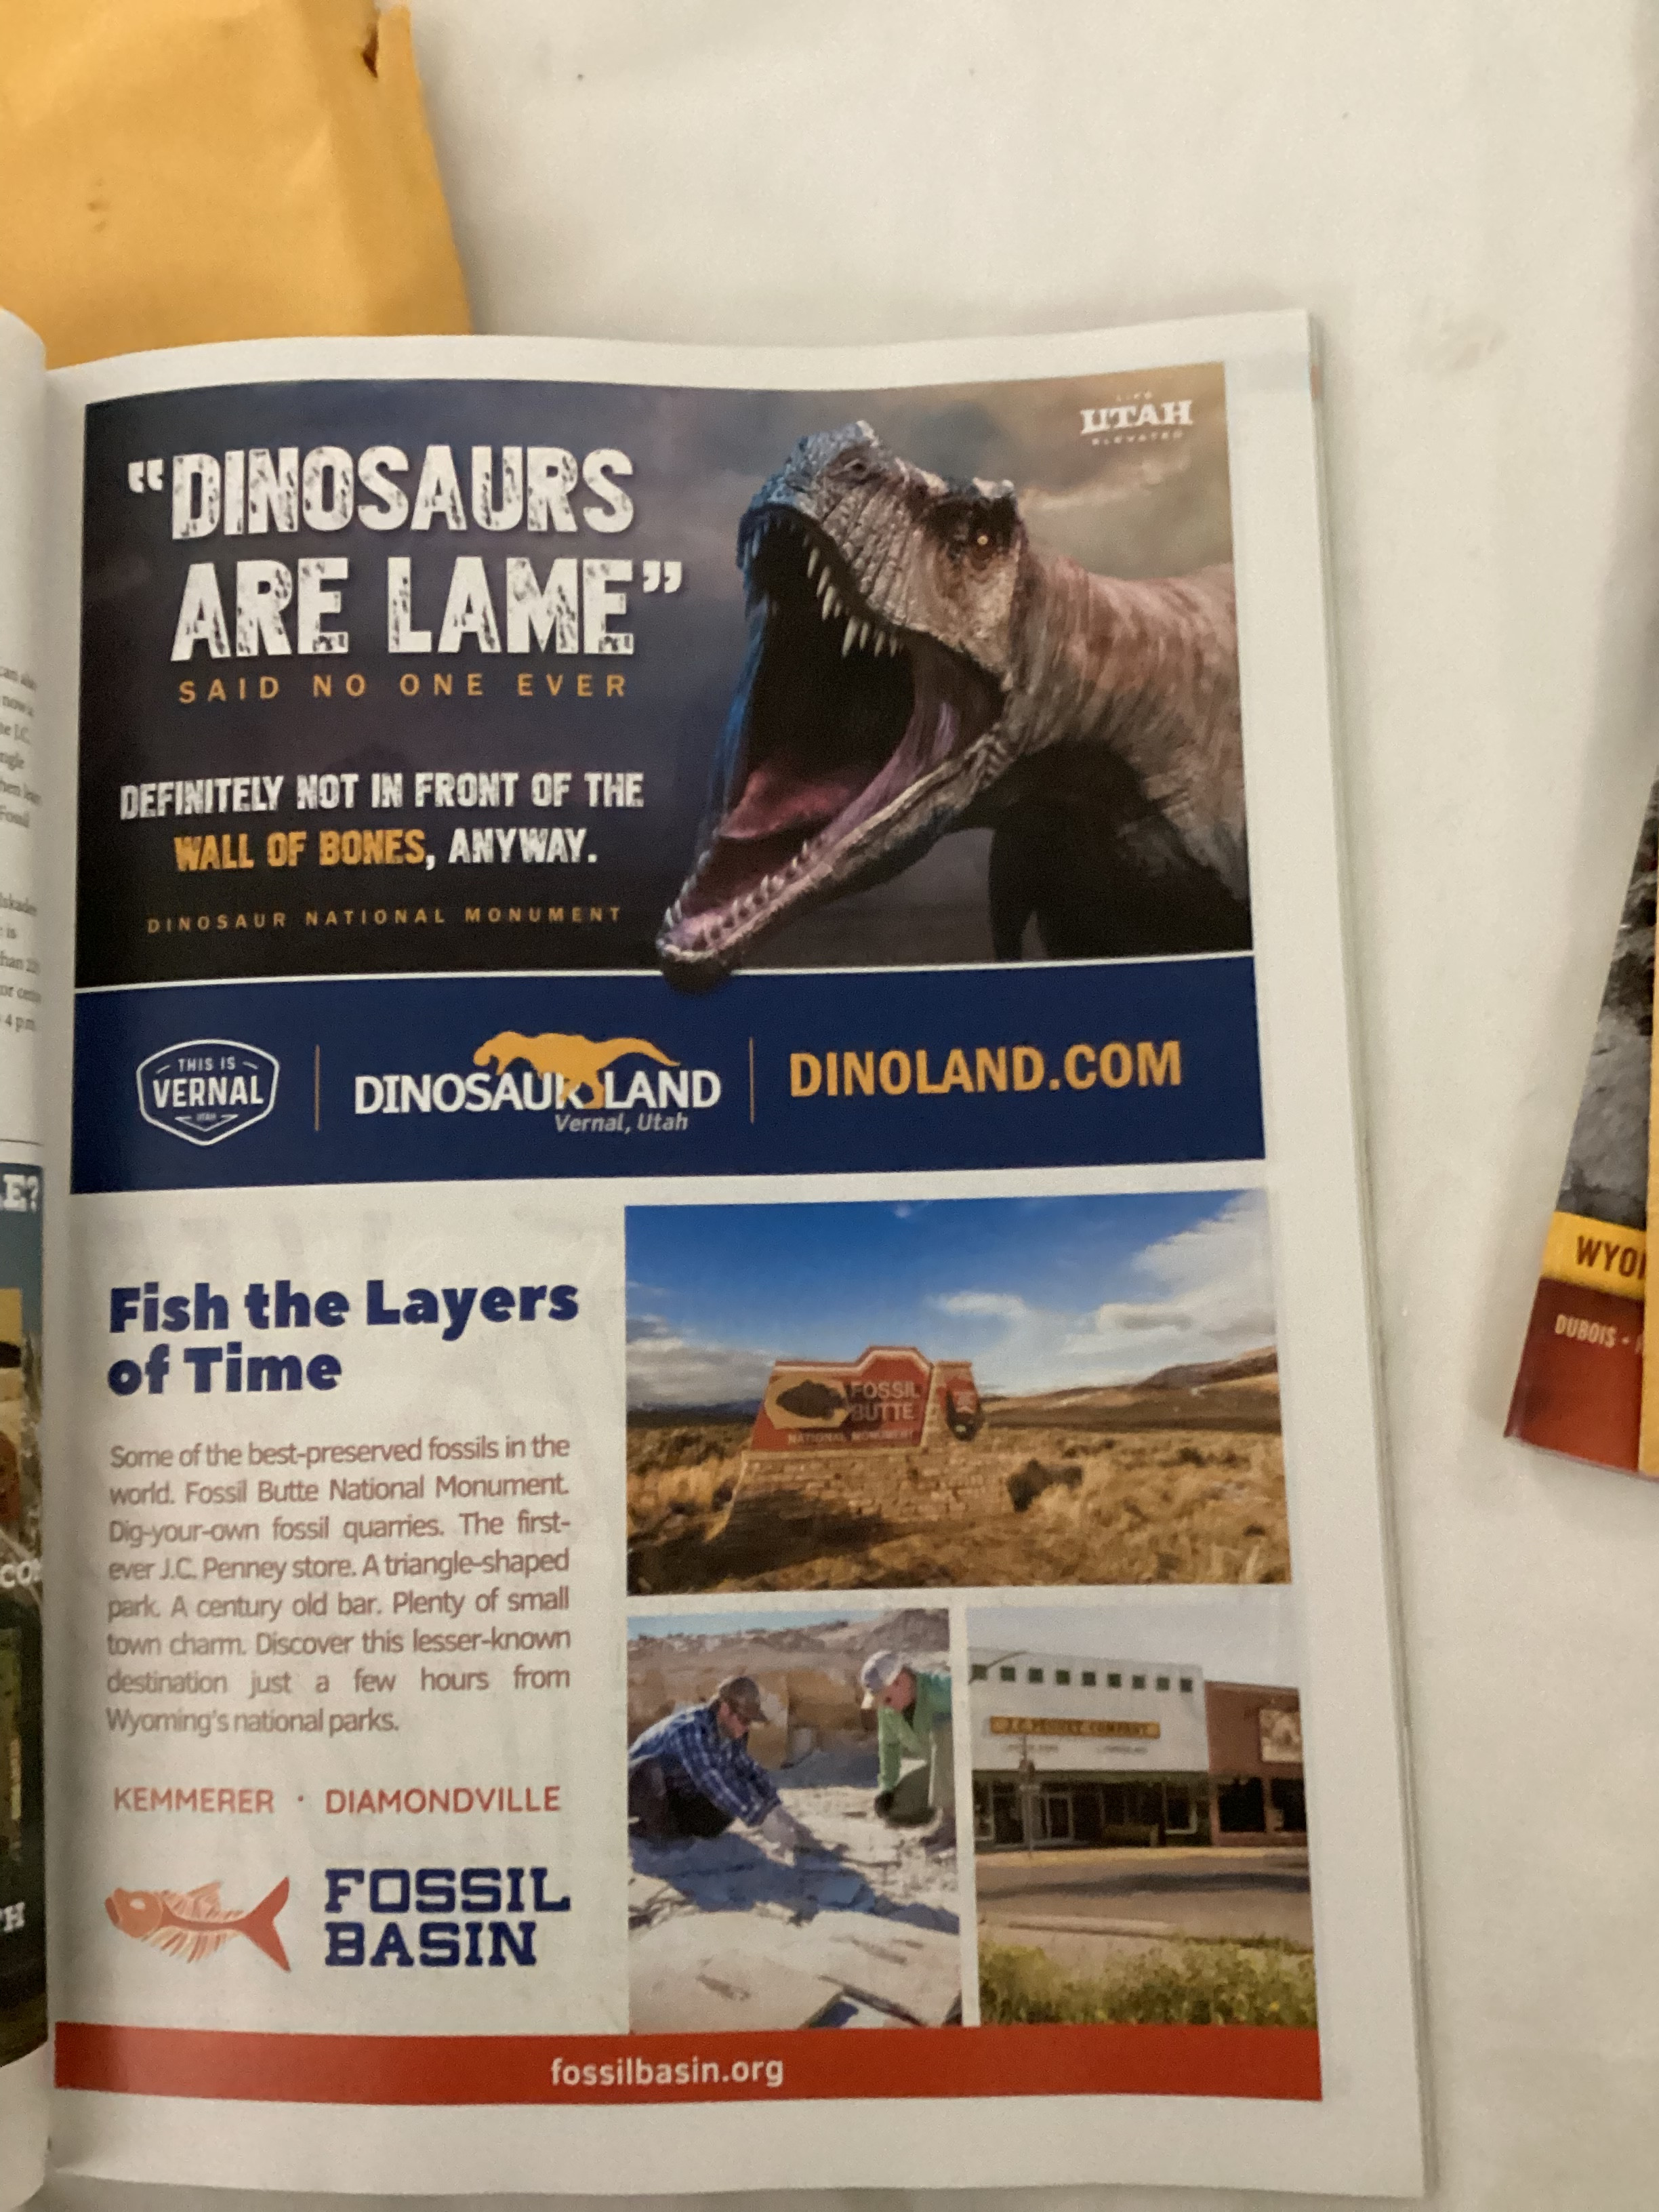 LIFE
UTAH
ELEVATED
“DINOSAURS
ARE LAME”
SAID NO ONE EVER
DEFINITELY NOT IN FRONT OF THE
WALL OF BONES, ANYWAY.
DINOSAUR NATIONAL MONUMENT
THIS IS
VERNAL
UTAH
DINOSAURLAND
Vernal, Utah
DINOLAND.COM
Fish the Layers
of Time
Some of the best-preserved fossils in the
world. Fossil Butte National Monument.
Dig-your-own fossil quarries. The first-
ever J.C. Penney store. A triangle-shaped
park. A century old bar. Plenty of small
town charm. Discover this lesser-known
destination just a few hours from
Wyoming's national parks.
KEMMERER · DIAMONDVILLE
FOSSIL
BASIN
FOSSIL
BUTTE
NATIONAL MONUMENT
J.C. PENNEY COMPANY
fossilbasin.org
E?
4 pm
WYO
DUBOIS -